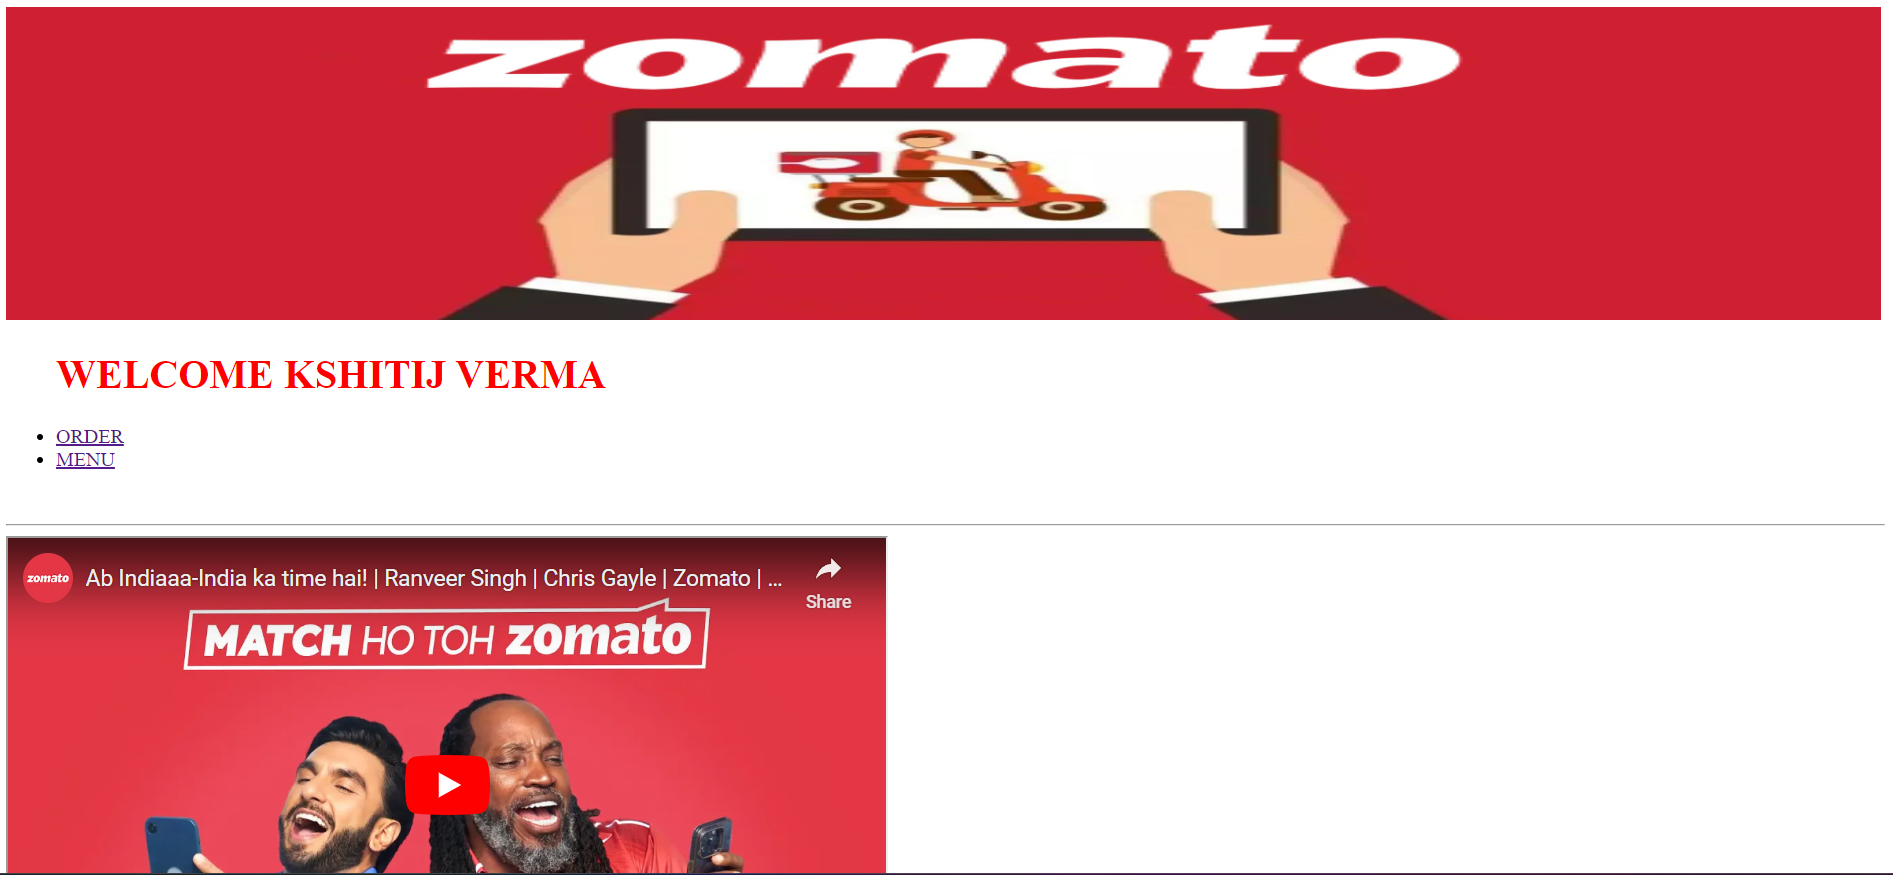 zomato
WELCOME KSHITIJ VERMA
ORDER
MENU
zomato
Ab Indiaaa-India ka time hai! | Ranveer Singh | Chris Gayle | Zomato | ...
Share
MATCH HO TOH zomato